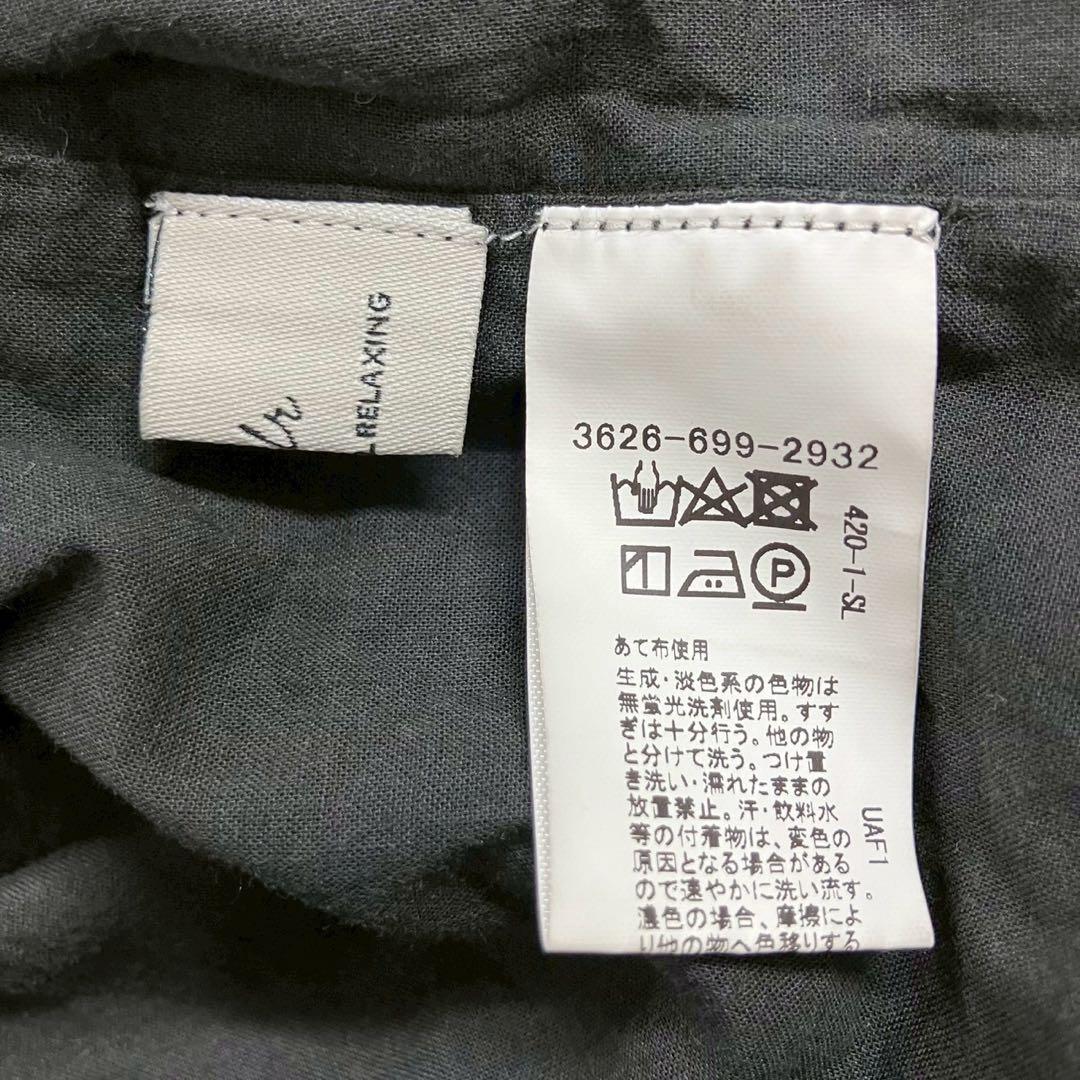 RELAXING
3626-699-2932
420-1-SL
P
あて布使用
生成・淡色系の色物は
無蛍光洗剤使用。すす
ぎは十分行う。他の物
と分けて洗う。つけ置
き洗い・濡れたままの
放置禁止。汗・飲料水
等の付着物は、変色の
原因となる場合がある
ので速やかに洗い流す。
濃色の場合、摩擦によ
り他の物へ色移りする
UAF1